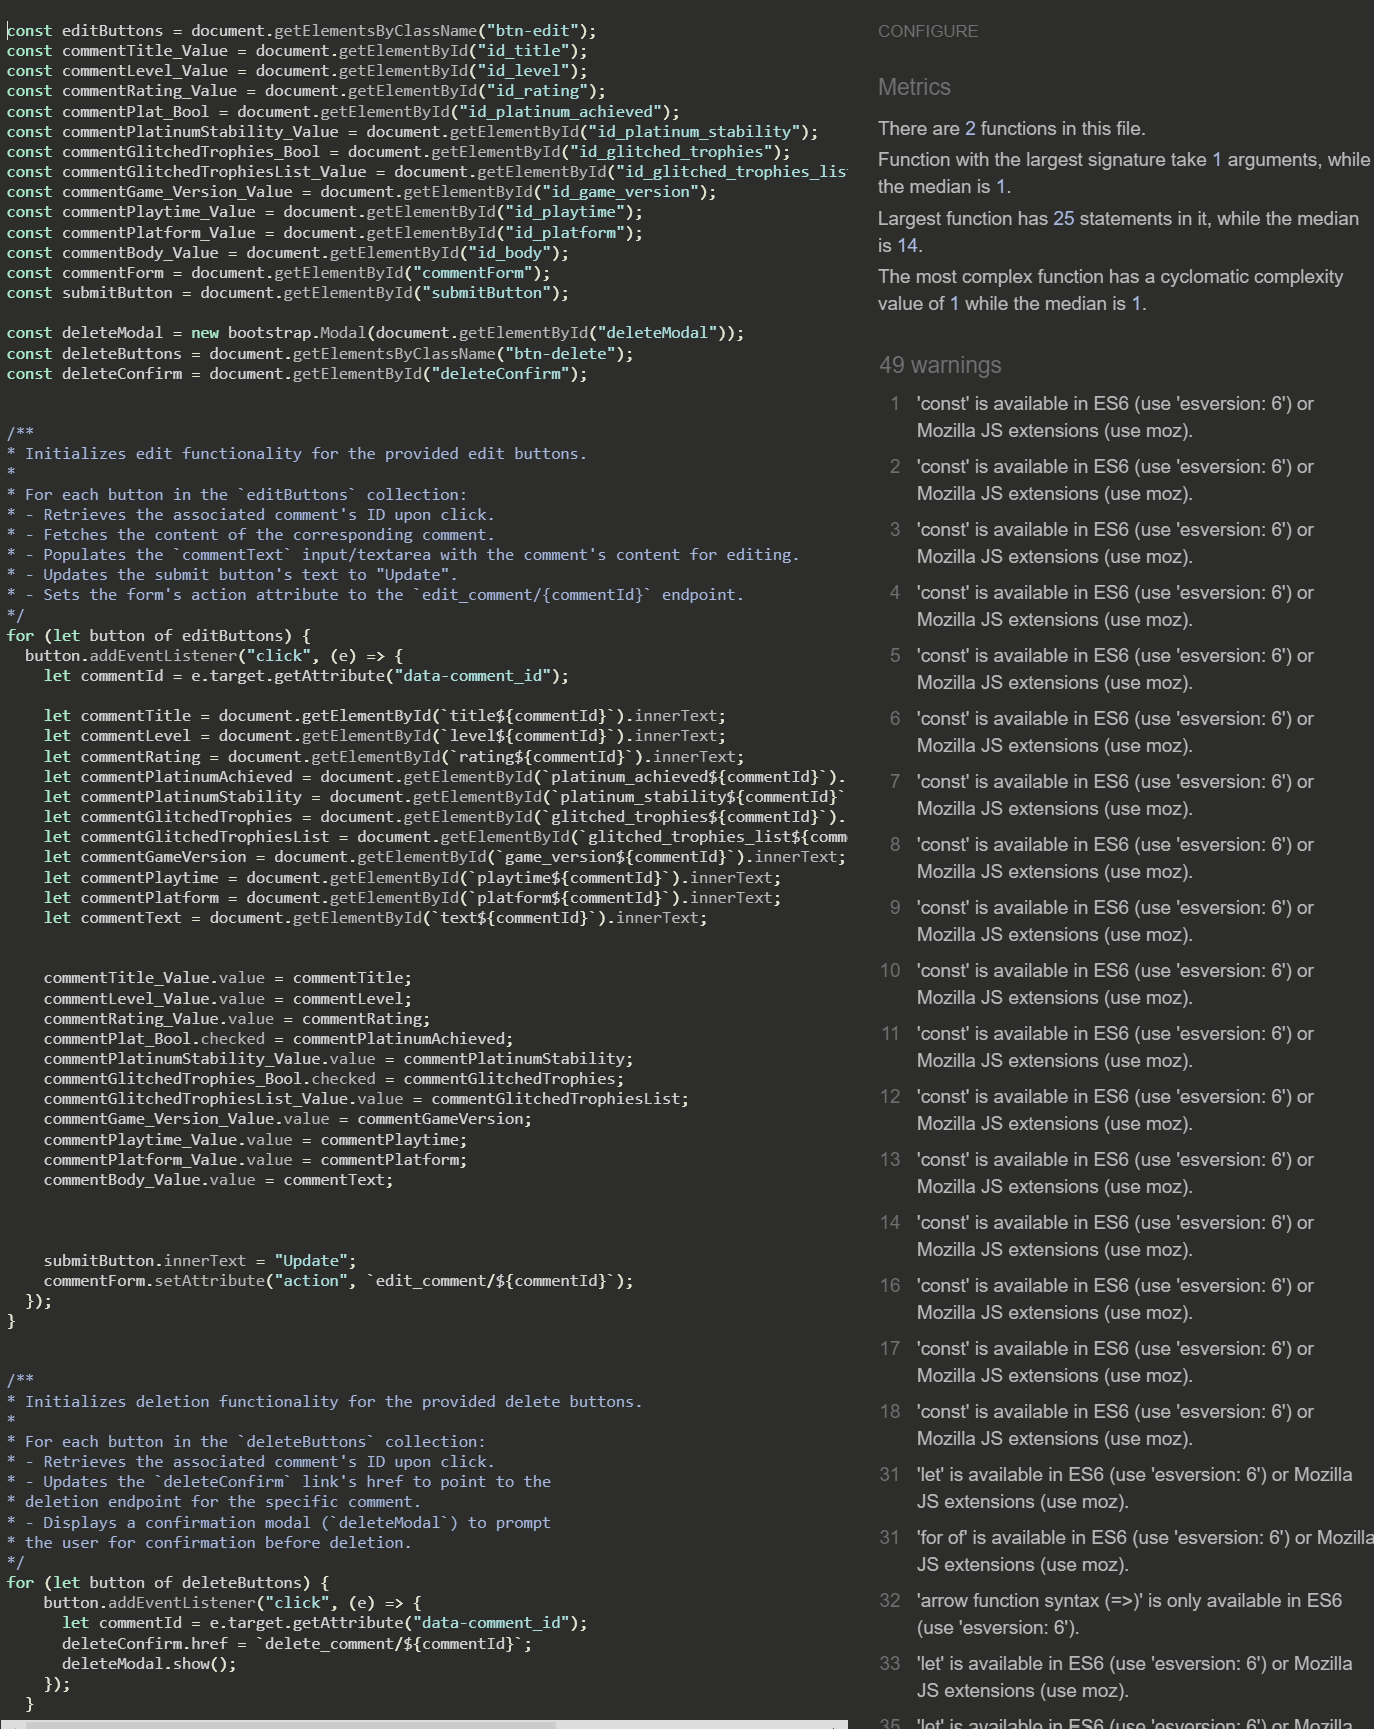 const editButtons = document.getElementsByClassName("btn-edit");
const commentTitle_Value = document.getElementById("id_title");
const commentLevel_Value = document.getElementById("id_level");
const commentRating_Value = document.getElementById("id_rating");
const commentPlat_Bool = document.getElementById("id_platinum_achieved");
const commentPlatinumStability_Value = document.getElementById("id_platinum_stability");
const commentGlitchedTrophies_Bool = document.getElementById("id_glitched_trophies");
const commentGlitchedTrophiesList_Value = document.getElementById("id_glitched_trophies_lis
const commentGame_Version_Value = document.getElementById("id_game_version");
const commentPlaytime_Value = document.getElementById("id_playtime");
const commentPlatform_Value = document.getElementById("id_platform");
const commentBody_Value = document.getElementById("id_body");
const commentForm = document.getElementById("commentForm");
const submitButton = document.getElementById("submitButton");
const deleteModal = new bootstrap.Modal(document.getElementById("deleteModal"));
const deleteButtons = document.getElementsByClassName("btn-delete");
const deleteConfirm = document.getElementById("deleteConfirm");
/**
* Initializes edit functionality for the provided edit buttons.
*
* For each button in the `editButtons` collection:
* - Retrieves the associated comment's ID upon click.
* - Fetches the content of the corresponding comment.
* - Populates the `commentText` input/textarea with the comment's content for editing.
* - Updates the submit button's text to "Update".
* - Sets the form's action attribute to the `edit_comment/{commentId}` endpoint.
*/
for (let button of editButtons) {
button.addEventListener("click", (e) => {
let commentId = e.target.getAttribute("data-comment_id");
let commentTitle = document.getElementById(`title${commentId}`).innerText;
let commentLevel = document.getElementById(`level${commentId}`).innerText;
let commentRating = document.getElementById(`rating${commentId}`).innerText;
let commentPlatinumAchieved = document.getElementById(`platinum_achieved${commentId}`).
let commentPlatinumStability = document.getElementById(`platinum_stability${commentId}`
let commentGlitchedTrophies = document.getElementById(`glitched_trophies${commentId}`).
let commentGlitchedTrophiesList = document.getElementById(`glitched_trophies_list${comm
let commentGameVersion = document.getElementById(`game_version${commentId}`).innerText;
let commentPlaytime = document.getElementById(`playtime${commentId}`).innerText;
let commentPlatform = document.getElementById(`platform${commentId}`).innerText;
let commentText = document.getElementById(`text${commentId}`).innerText;
commentTitle_Value.value = commentTitle;
commentLevel_Value.value = commentLevel;
commentRating_Value.value = commentRating;
commentPlat_Bool.checked = commentPlatinumAchieved;
commentPlatinumStability_Value.value = commentPlatinumStability;
commentGlitchedTrophies_Bool.checked = commentGlitchedTrophies;
commentGlitchedTrophiesList_Value.value = commentGlitchedTrophiesList;
commentGame_Version_Value.value = commentGameVersion;
commentPlaytime_Value.value = commentPlaytime;
commentPlatform_Value.value = commentPlatform;
commentBody_Value.value = commentText;
submitButton.innerText = "Update";
commentForm.setAttribute("action", `edit_comment/${commentId}`);
});
}
/**
* Initializes deletion functionality for the provided delete buttons.
*
* For each button in the `deleteButtons` collection:
* - Retrieves the associated comment's ID upon click.
* - Updates the `deleteConfirm` link's href to point to the
* deletion endpoint for the specific comment.
* - Displays a confirmation modal (`deleteModal`) to prompt
* the user for confirmation before deletion.
*/
for (let button of deleteButtons) {
button.addEventListener("click", (e) => {
let commentId = e.target.getAttribute("data-comment_id");
deleteConfirm.href = `delete_comment/${commentId}`;
deleteModal.show();
});
}
CONFIGURE
Metrics
There are 2 functions in this file.
Function with the largest signature take 1 arguments, while
the median is 1.
Largest function has 25 statements in it, while the median
is 14.
The most complex function has a cyclomatic complexity
value of 1 while the median is 1.
49 warnings
1 'const' is available in ES6 (use 'esversion: 6') or
Mozilla JS extensions (use moz).
2 'const' is available in ES6 (use 'esversion: 6') or
Mozilla JS extensions (use moz).
3 'const' is available in ES6 (use 'esversion: 6') or
Mozilla JS extensions (use moz).
4 'const' is available in ES6 (use 'esversion: 6') or
Mozilla JS extensions (use moz).
5 'const' is available in ES6 (use 'esversion: 6') or
Mozilla JS extensions (use moz).
6 'const' is available in ES6 (use 'esversion: 6') or
Mozilla JS extensions (use moz).
7 'const' is available in ES6 (use 'esversion: 6') or
Mozilla JS extensions (use moz).
8 'const' is available in ES6 (use 'esversion: 6') or
Mozilla JS extensions (use moz).
9 'const' is available in ES6 (use 'esversion: 6') or
Mozilla JS extensions (use moz).
10 'const' is available in ES6 (use 'esversion: 6') or
Mozilla JS extensions (use moz).
11 'const' is available in ES6 (use 'esversion: 6') or
Mozilla JS extensions (use moz).
12 'const' is available in ES6 (use 'esversion: 6') or
Mozilla JS extensions (use moz).
13 'const' is available in ES6 (use 'esversion: 6') or
Mozilla JS extensions (use moz).
14 'const' is available in ES6 (use 'esversion: 6') or
Mozilla JS extensions (use moz).
16 'const' is available in ES6 (use 'esversion: 6') or
Mozilla JS extensions (use moz).
17 'const' is available in ES6 (use 'esversion: 6') or
Mozilla JS extensions (use moz).
18 'const' is available in ES6 (use 'esversion: 6') or
Mozilla JS extensions (use moz).
31 'let' is available in ES6 (use 'esversion: 6') or Mozilla
JS extensions (use moz).
31 'for of' is available in ES6 (use 'esversion: 6') or Mozilla
JS extensions (use moz).
32 'arrow function syntax (=>)' is only available in ES6
(use 'esversion: 6').
33 'let' is available in ES6 (use 'esversion: 6') or Mozilla
JS extensions (use moz).
35 'let' is available in ES6 (use 'esversion: 6') or Mozilla